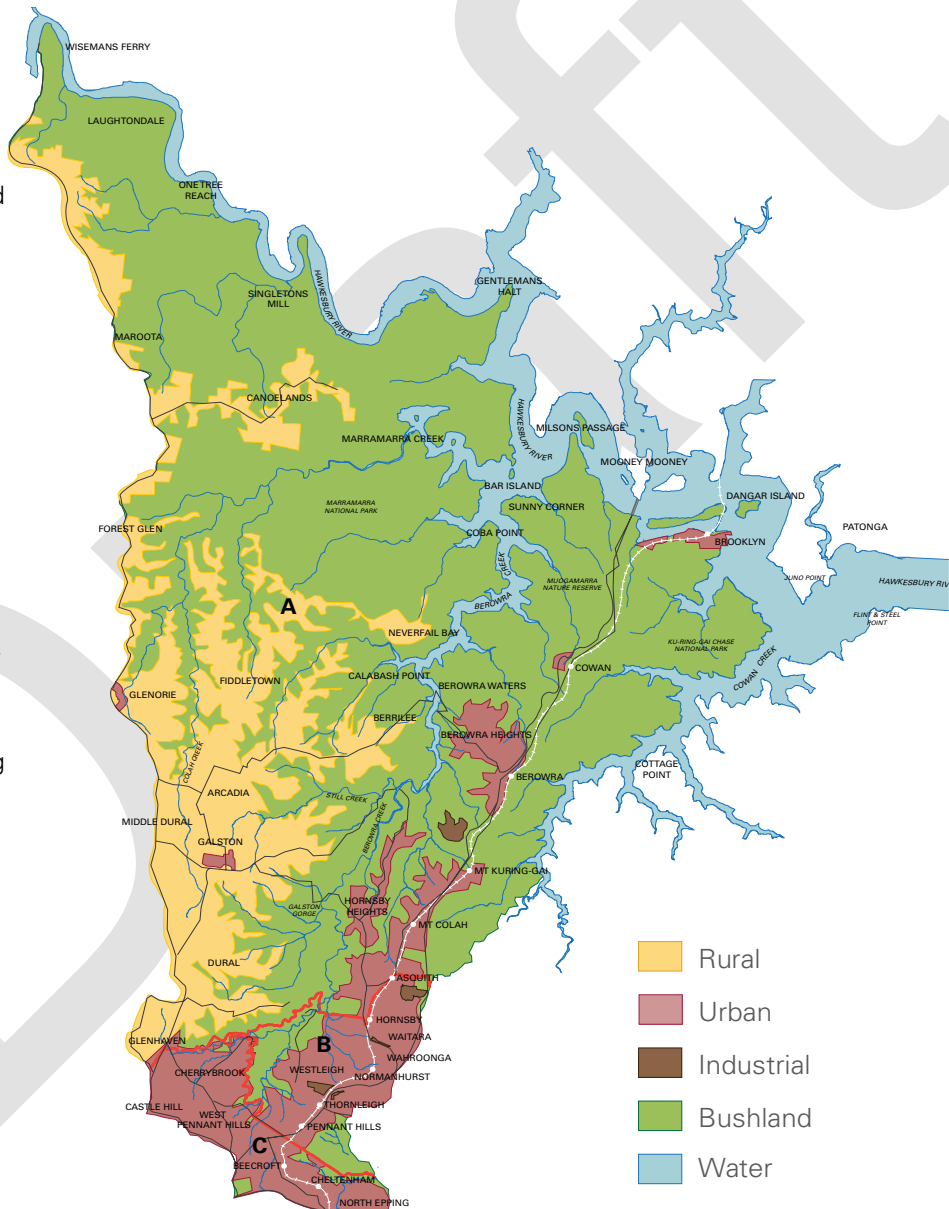 WISEMANS FERRY
LAUGHTONDALE
d
ONE TREE
REACH
HAWKESBURY RIVER
SINGLETONS
MILL
GENTLEMANS
HALT
MAROOTA
CANOELANDS
HAWKESBURY
RIVER
MILSONS PASSAGE
MARRAMARRA CREEK
MOONEY MOONEY
BAR ISLAND
DANGAR ISLAND
MARRAMARRA
NATIONAL PARK
SUNNY CORNER
FOREST GLEN
COBA POINT
PATONGA
BROOKLYN
BEROWRA
CREEK
MUOGAMARRA
NATURE RESERVE
JUNO POINT
HAWKESBURY RIV
A
FLINT & STEEL
POINT
NEVERFAIL BAY
KU-RING-GAI CHASE
NATIONAL PARK
COWAN CREEK
COWAN
CALABASH POINT
FIDDLETOWN
BEROWRA WATERS
GLENORIE
BERRILEE
BEROWRA HEIGHTS
COLAH CREEK
g
COTTAGE
POINT
BEROWRA
ARCADIA
STILL CREEK
MIDDLE DURAL
BEROWRA CREEK
GALSTON
MT KURING-GAI
HORNSBY
HEIGHTS
GALSTON
GORGE
MT COLAH
DURAL
Rural
ASQUITH
Urban
HORNSBY
WAITARA
GLENHAVEN
B
WAHROONGA
Industrial
CHERRYBROOK
WESTLEIGH
NORMANHURST
CASTLE HILL
THORNLEIGH
WEST
PENNANT HILLS
Bushland
PENNANT HILLS
C
BEECROFT
Water
CHELTENHAM
NORTH EPPING